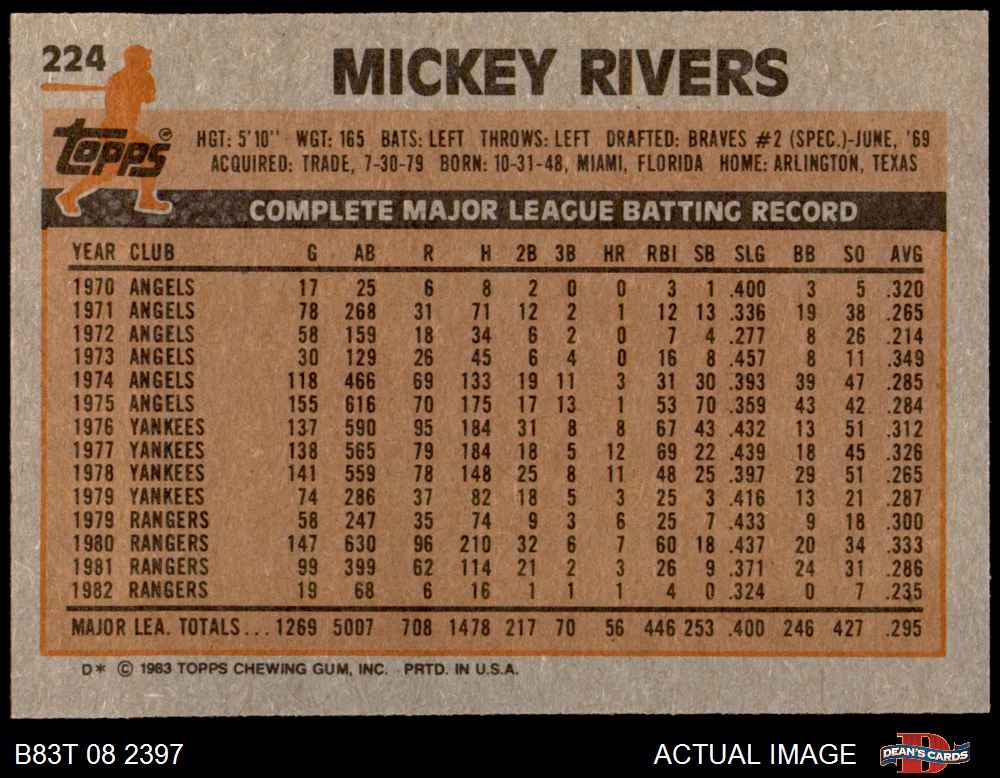 224
MICKEY RIVERS
Topps
HGT: 5'10" WGT: 165 BATS: LEFT THROWS: LEFT DRAFTED: BRAVES #2 (SPEC.)-JUNE, '69
ACQUIRED: TRADE, 7-30-79 BORN: 10-31-48, MIAMI, FLORIDA HOME: ARLINGTON, TEXAS
COMPLETE MAJOR LEAGUE BATTING RECORD
YEAR CLUB G AB R H 2B 3B HR RBI SB SLG BB SO AVG
1970 ANGELS 17 25 6 8 2 0 0 3 1 .400 3 5 .320
1971 ANGELS 78 268 31 71 12 2 1 12 13 .336 19 38 .265
1972 ANGELS 58 159 18 34 6 2 0 7 4 .277 8 26 .214
1973 ANGELS 30 129 26 45 6 4 0 16 8 .457 8 11 .349
1974 ANGELS 118 466 69 133 19 11 3 31 30 .393 39 47 .285
1975 ANGELS 155 616 70 175 17 13 1 53 70 .359 43 42 .284
1976 YANKEES 137 590 95 184 31 8 8 67 43 .432 13 51 .312
1977 YANKEES 138 565 79 184 18 5 12 69 22 .439 18 45 .326
1978 YANKEES 141 559 78 148 25 8 11 48 25 .397 29 51 .265
1979 YANKEES 74 286 37 82 18 5 3 25 3 .416 13 21 .287
1979 RANGERS 58 247 35 74 9 3 6 25 7 .433 9 18 .300
1980 RANGERS 147 630 96 210 32 6 7 60 18 .437 20 34 .333
1981 RANGERS 99 399 62 114 21 2 3 26 9 .371 24 31 .286
1982 RANGERS 19 68 6 16 1 1 1 4 0 .324 0 7 .235
MAJOR LEA. TOTALS... 1269 5007 708 1478 217 70 56 446 253 .400 246 427 .295
D* © 1983 TOPPS CHEWING GUM, INC. PRTD. IN U.S.A.
B83T 08 2397 ACTUAL IMAGE DEAN'S CARDS